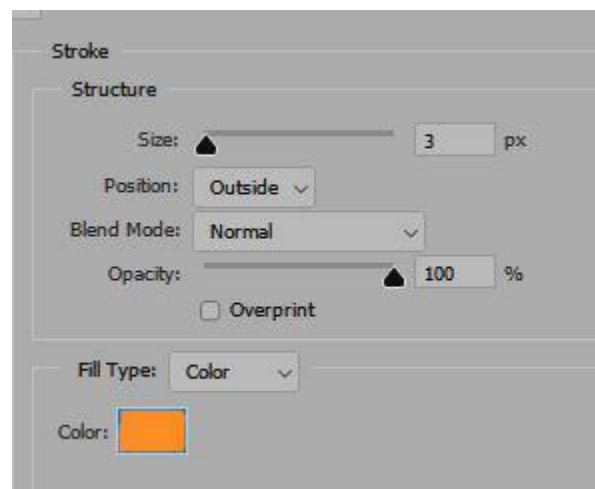 Stroke
Structure
Size: 3 px
Position: Outside
Blend Mode: Normal
Opacity: 100 %
Overprint
Fill Type: Color
Color: